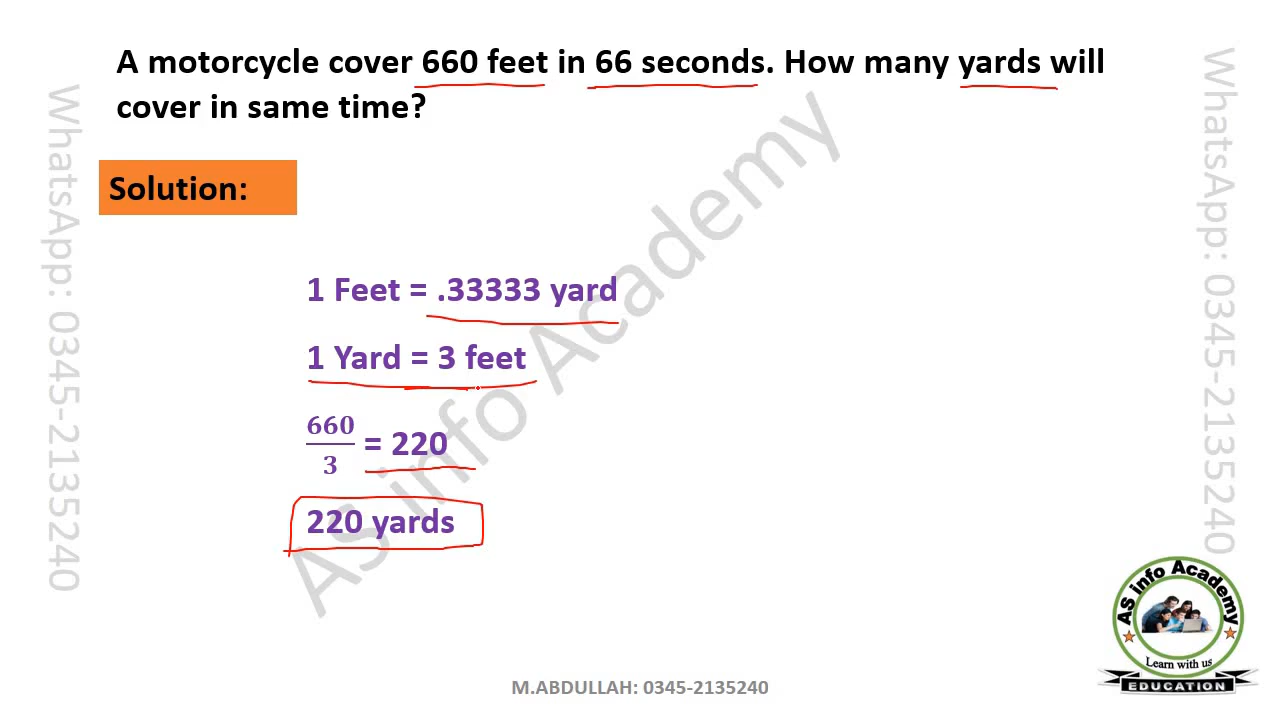 A motorcycle cover 660 feet in 66 seconds. How many yards will
cover in same time?
Solution:
1 Feet = .33333 yard
1 Yard = 3 feet
660
3
= 220
220 yards
AS info Academy
WhatsApp: 0345-2135240
WhatsApp: 0345-2135240
AS info Academy
Learn with us
EDUCATION
M.ABDULLAH: 0345-2135240